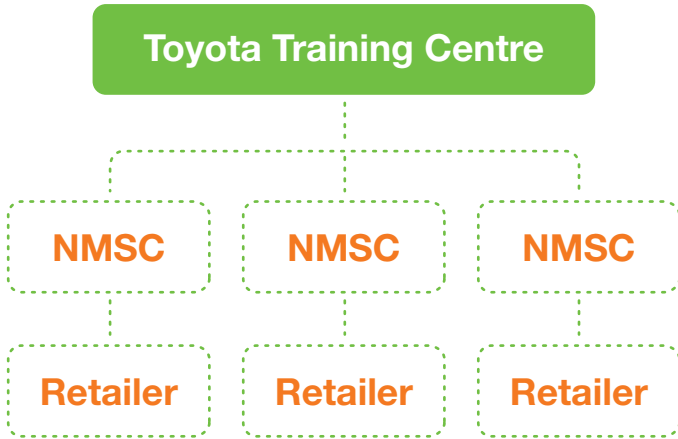 Toyota Training Centre
NMSC NMSC NMSC
Retailer Retailer Retailer